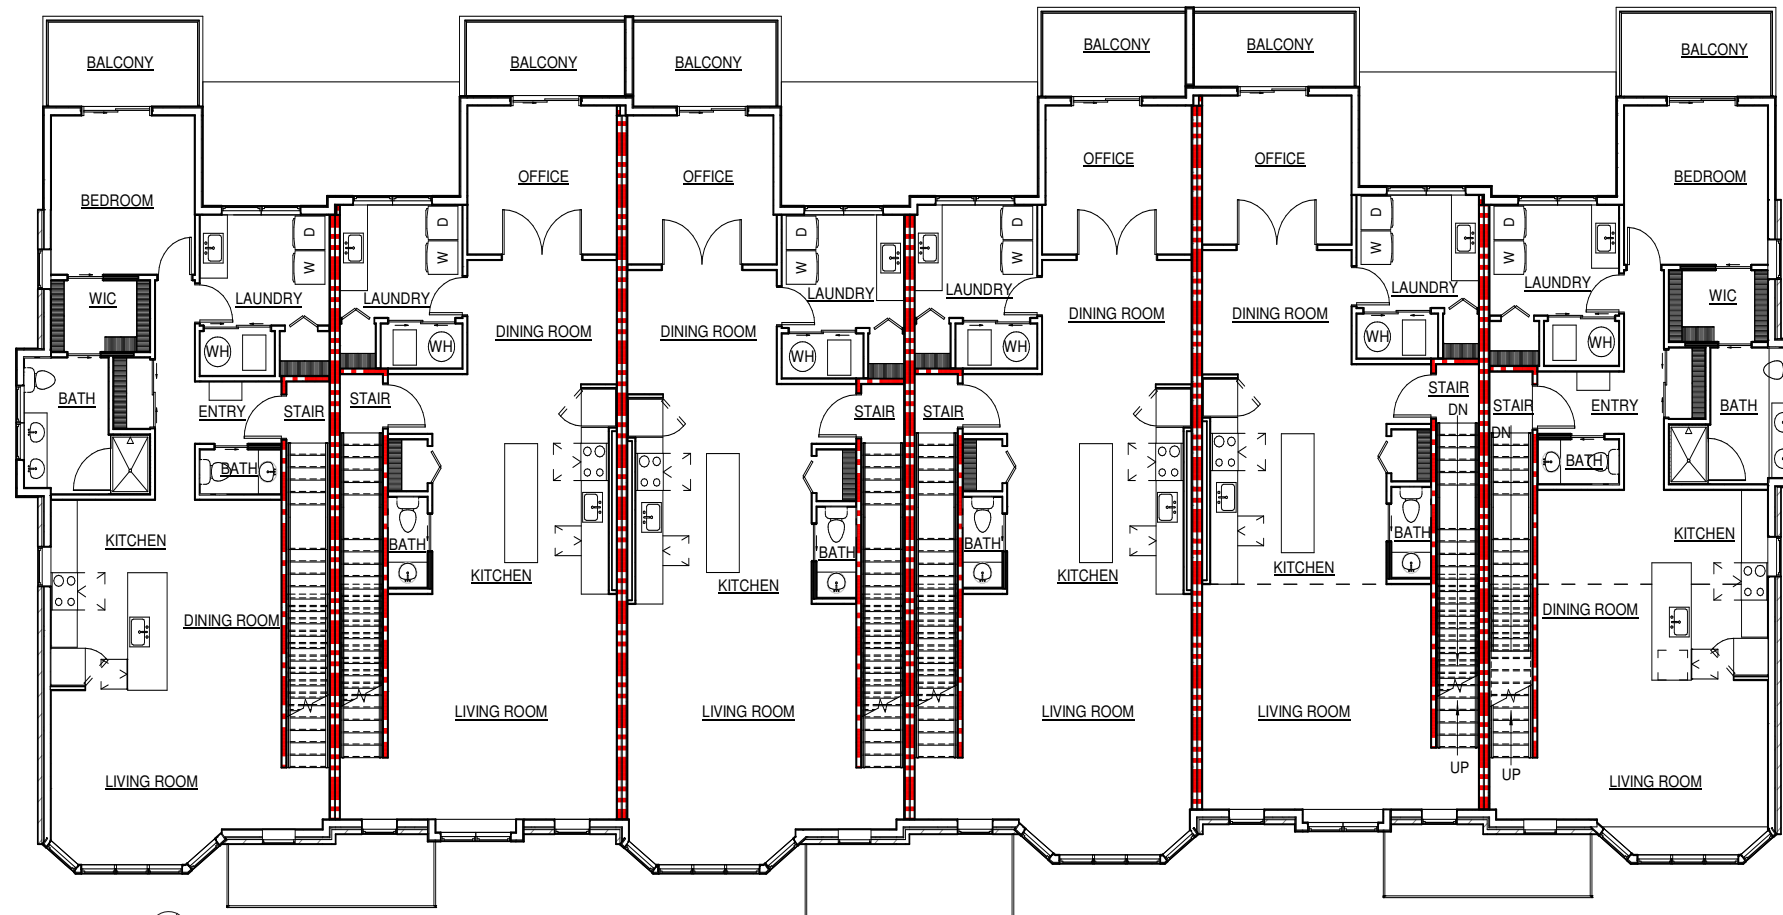 BALCONY
BALCONY
BALCONY
BALCONY
BALCONY
BALCONY
BEDROOM
OFFICE
OFFICE
OFFICE
OFFICE
BEDROOM
D
D
D
D
D
D
W
W
W
W
W
W
WIC
LAUNDRY
LAUNDRY
LAUNDRY
LAUNDRY
LAUNDRY
LAUNDRY
WIC
DINING ROOM
DINING ROOM
DINING ROOM
DINING ROOM
WH
WH
WH
WH
WH
WH
BATH
ENTRY
STAIR
STAIR
STAIR
STAIR
STAIR
DN
STAIR
DN
ENTRY
BATH
BATH
BATH
BATH
BATH
BATH
BATH
BATH
KITCHEN
KITCHEN
KITCHEN
KITCHEN
KITCHEN
KITCHEN
DINING ROOM
DINING ROOM
LIVING ROOM
LIVING ROOM
LIVING ROOM
LIVING ROOM
LIVING ROOM
LIVING ROOM
UP
UP